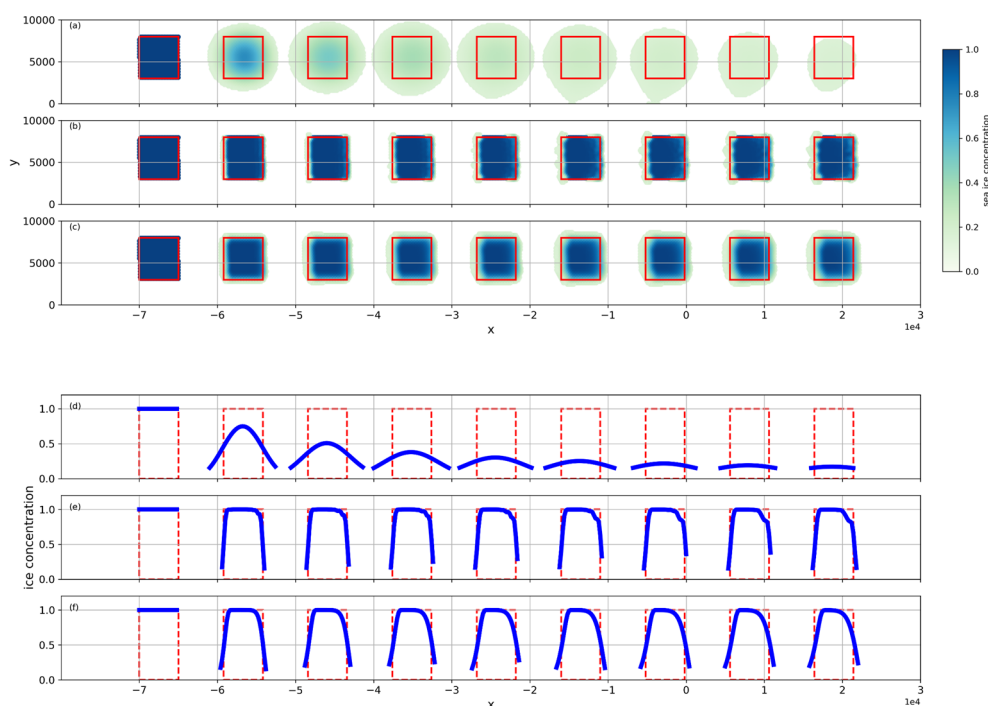 10000
(a)
5000
0
10000
(b)
y
5000
0
10000
(c)
5000
0
−7 −6 −5 −4 −3 −2 −1 0 1 2 3
x
1e4
1.0
0.8
0.6
0.4
0.2
0.0
sea ice concentration
(d)
1.0
0.5
0.0
(e)
1.0
0.5
0.0
ice concentration
(f)
1.0
0.5
0.0
−7 −6 −5 −4 −3 −2 −1 0 1 2 3
x
1e4